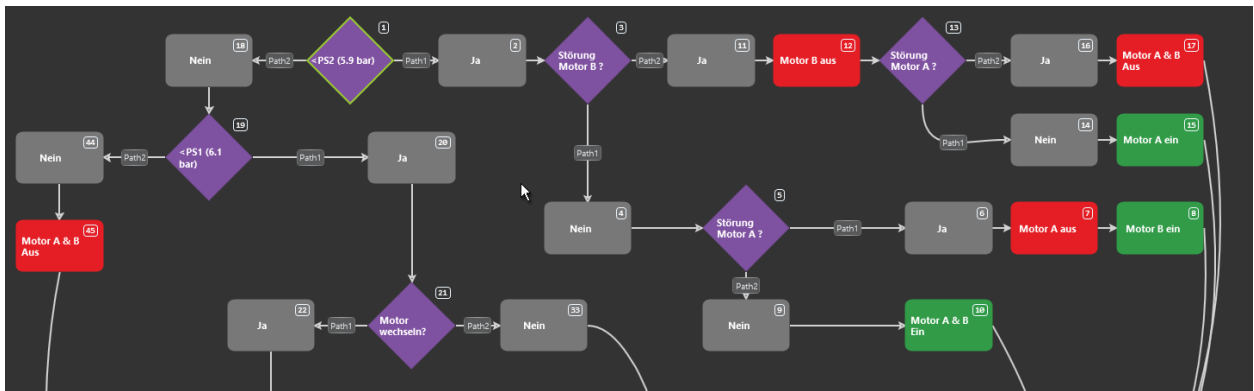 1
18
Nein
Path2
<PS2 (5.9 bar)
Path1
2
Ja
3
Störung
Motor B ?
Path2
11
Ja
12
Motor B aus
13
Störung
Motor A ?
Path2
16
Ja
17
Motor A & B
Aus
44
Nein
Path2
19
<PS1 (6.1
bar)
Path1
20
Ja
Path1
Path1
14
Nein
15
Motor A ein
45
Motor A & B
Aus
4
Nein
5
Störung
Motor A ?
Path1
6
Ja
7
Motor A aus
8
Motor B ein
Path2
22
Ja
Path1
21
Motor
wechseln?
Path2
33
Nein
9
Nein
10
Motor A & B
Ein